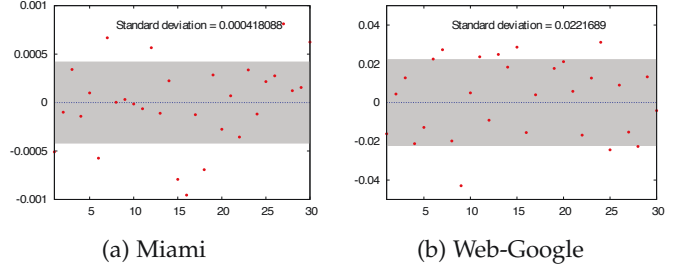 Standard deviation = 0.000418088
0.001
0.0005
0
-0.0005
-0.001
5 10 15 20 25 30
(a) Miami
Standard deviation = 0.0221689
0.04
0.02
0
-0.02
-0.04
5 10 15 20 25 30
(b) Web-Google